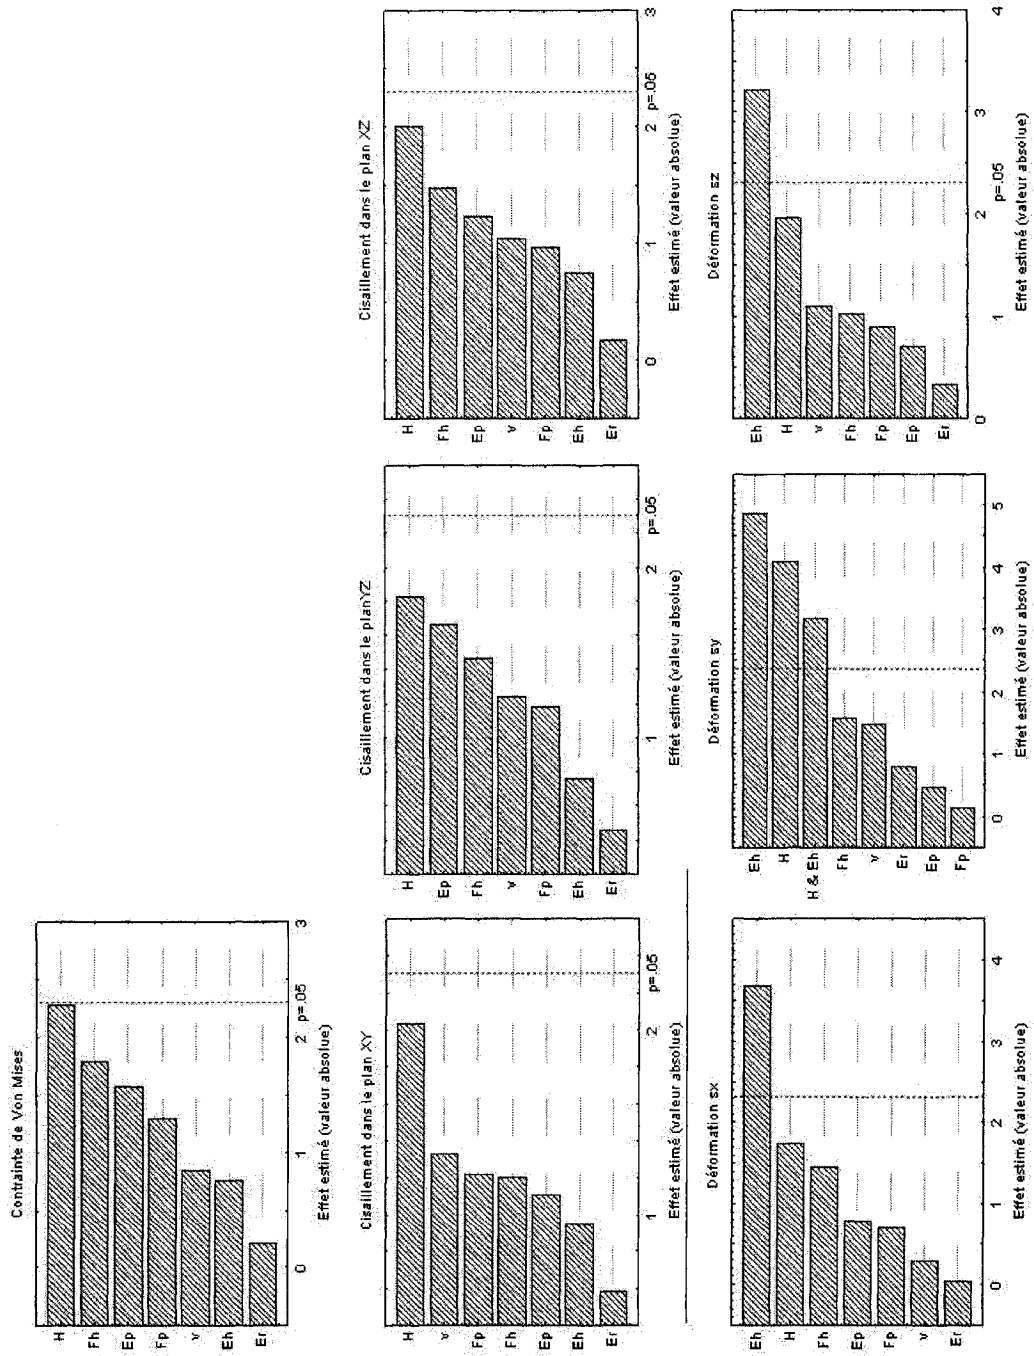 Contrainte de Von Mises
H
Fh
Ep
Fp
v
Eh
Er
0 1 2 p=.05 3
Effet estimé (valeur absolue)
Cisaillement dans le plan XY
H
v
Fp
Fh
Ep
Eh
Er
1 2 p=.05
Effet estimé (valeur absolue)
Cisaillement dans le plan YZ
H
Ep
Fh
v
Fp
Eh
Er
1 2 p=.05
Effet estimé (valeur absolue)
Cisaillement dans le plan XZ
H
Fh
Ep
v
Fp
Eh
Er
0 1 2 p=.05 3
Effet estimé (valeur absolue)
Déformation εx
Eh
H
Fh
Ep
Fp
v
Er
0 1 2 3 4
Effet estimé (valeur absolue)
Déformation εy
Eh
H
H & Eh
Fh
v
Er
Ep
Fp
0 1 2 3 4 5
Effet estimé (valeur absolue)
Déformation εz
Eh
H
v
Fh
Fp
Ep
Er
0 1 2 p=.05 3 4
Effet estimé (valeur absolue)